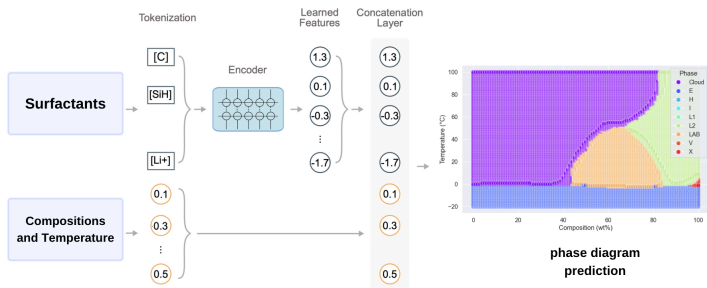 Tokenization
Learned
Features
Concatenation
Layer
Surfactants
[C]
[SiH]
[Li+]
Encoder
1.3
0.1
-0.3
⋮
-1.7
1.3
0.1
-0.3
-1.7
Compositions
and Temperature
0.1
0.3
⋮
0.5
0.1
0.3
0.5
Temperature (°C)
100
80
60
40
20
0
−20
0
20
40
60
80
100
Composition (wt%)
Phase
Cloud
E
H
I
L1
L2
LAB
V
X
phase diagram
prediction